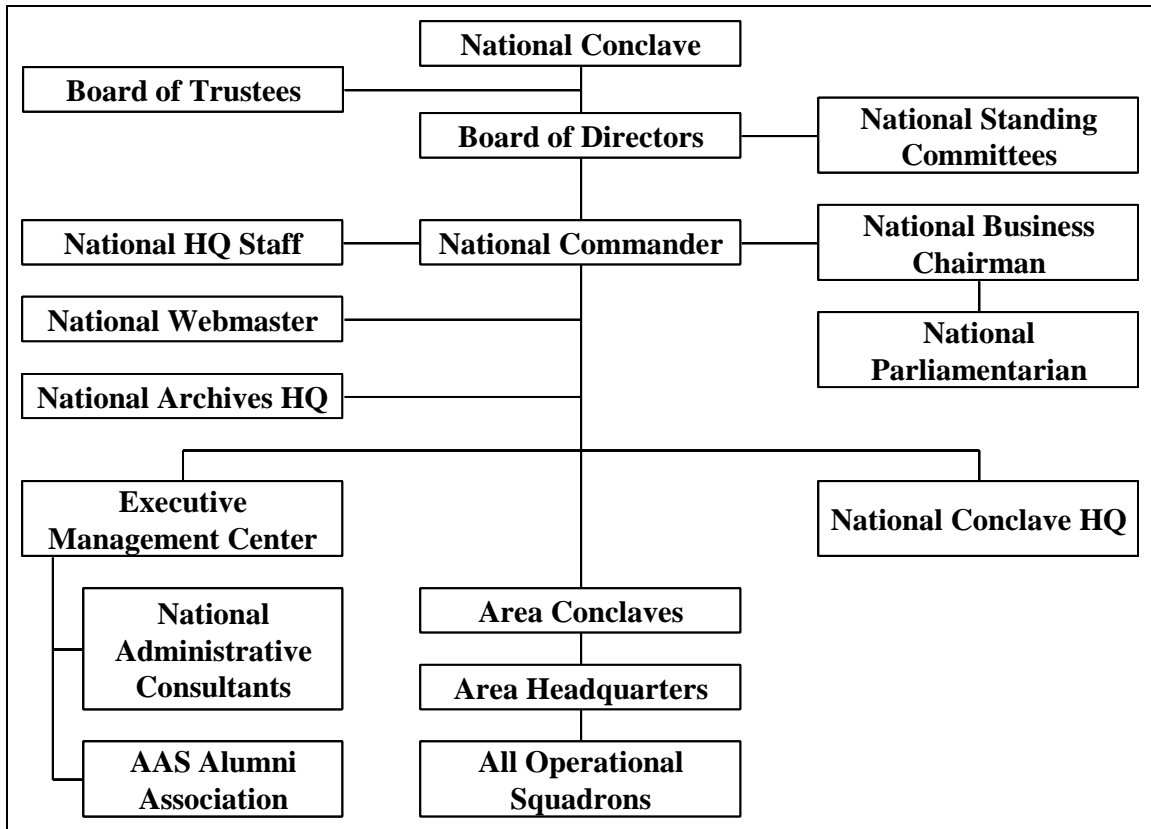 National Conclave
Board of Trustees
Board of Directors
National Standing
Committees
National HQ Staff
National Commander
National Business
Chairman
National Webmaster
National
Parliamentarian
National Archives HQ
Executive
Management Center
National Conclave HQ
National
Administrative
Consultants
Area Conclaves
Area Headquarters
AAS Alumni
Association
All Operational
Squadrons